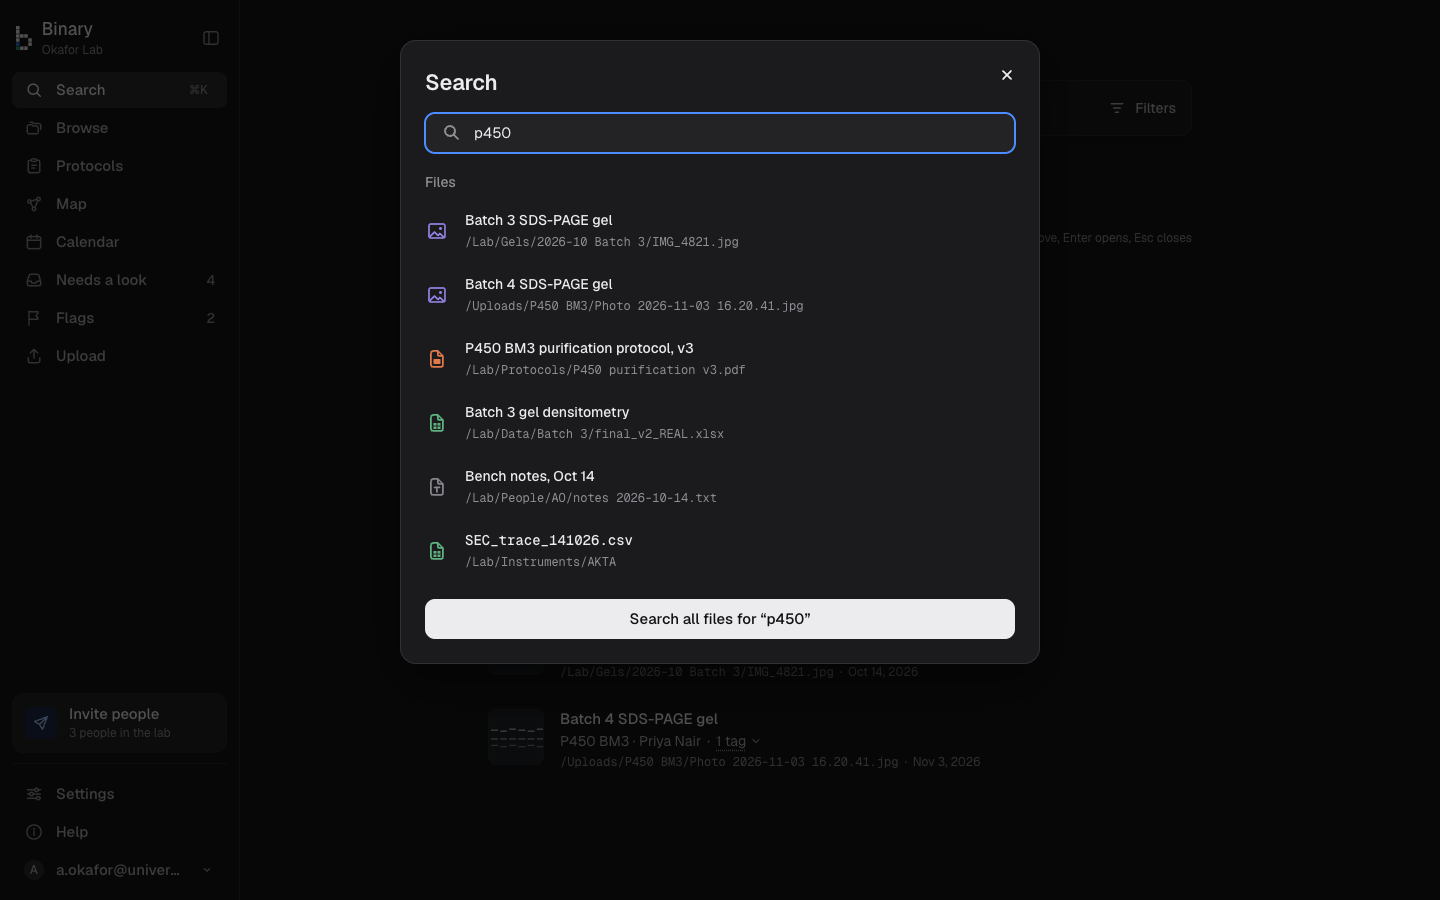 Binary
Okafor Lab
Search ⌘K
Browse
Protocols
Map
Calendar
Needs a look 4
Flags 2
Upload
Invite people
3 people in the lab
Settings
Help
A a.okafor@univer...
Search
p450
Files
Batch 3 SDS-PAGE gel
/Lab/Gels/2026-10 Batch 3/IMG_4821.jpg
Batch 4 SDS-PAGE gel
/Uploads/P450 BM3/Photo 2026-11-03 16.20.41.jpg
P450 BM3 purification protocol, v3
/Lab/Protocols/P450 purification v3.pdf
Batch 3 gel densitometry
/Lab/Data/Batch 3/final_v2_REAL.xlsx
Bench notes, Oct 14
/Lab/People/AO/notes 2026-10-14.txt
SEC_trace_141026.csv
/Lab/Instruments/AKTA
Search all files for “p450”
Filters
ove, Enter opens, Esc closes
/Lab/Gels/2026-10 Batch 3/IMG_4821.jpg · Oct 14, 2026
Batch 4 SDS-PAGE gel
P450 BM3 · Priya Nair · 1 tag
/Uploads/P450 BM3/Photo 2026-11-03 16.20.41.jpg · Nov 3, 2026